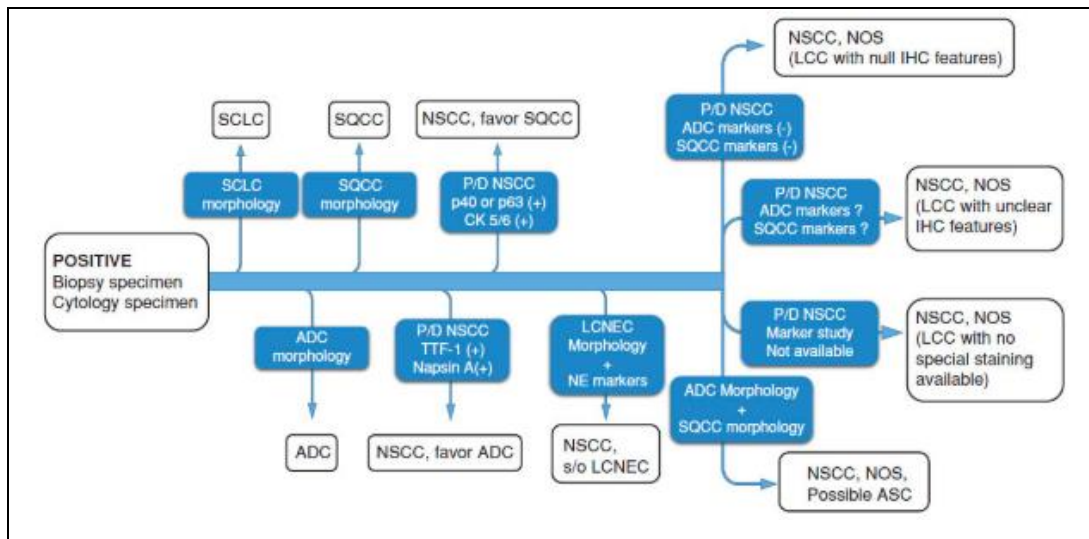 NSCC, NOS
(LCC with null IHC features)
SCLC
SQCC
NSCC, favor SQCC
P/D NSCC
ADC markers (-)
SQCC markers (-)
SCLC
morphology
SQCC
morphology
P/D NSCC
p40 or p63 (+)
CK 5/6 (+)
P/D NSCC
ADC markers ?
SQCC markers ?
NSCC, NOS
(LCC with unclear
IHC features)
POSITIVE
Biopsy specimen
Cytology specimen
ADC
morphology
P/D NSCC
TTF-1 (+)
Napsin A(+)
LCNEC
Morphology
+
NE markers
P/D NSCC
Marker study
Not available
NSCC, NOS
(LCC with no
special staining
available)
ADC Morphology
+
SQCC morphology
ADC
NSCC, favor ADC
NSCC,
s/o LCNEC
NSCC, NOS,
Possible ASC